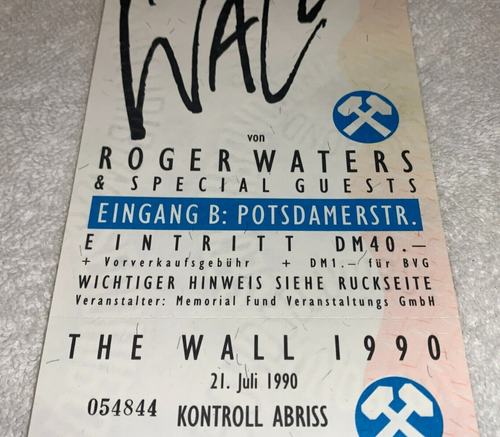 WALL
von
ROGER WATERS
& SPECIAL GUESTS
EINGANG B: POTSDAMERSTR.
EINTRITT DM40.–
+ Vorverkaufsgebühr + DM1.– für BVG
WICHTIGER HINWEIS SIEHE RUCKSEITE
Veranstalter: Memorial Fund Veranstaltungs GmbH
THE WALL 1990
21. Juli 1990
054844 KONTROLL ABRISS